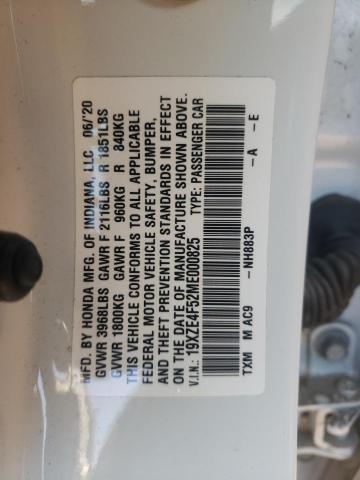 MFD. BY HONDA MFG. OF INDIANA, LLC 06/'20
GVWR 3968LBS GAWR F 2116LBS R 1851LBS
GVWR 1800KG GAWR F 960KG R 840KG
THIS VEHICLE CONFORMS TO ALL APPLICABLE
FEDERAL MOTOR VEHICLE SAFETY, BUMPER,
AND THEFT PREVENTION STANDARDS IN EFFECT
ON THE DATE OF MANUFACTURE SHOWN ABOVE.
V.I.N.: 19XZE4F52ME000825 TYPE: PASSENGER CAR
TXM M AC9 -NH883P -A -E